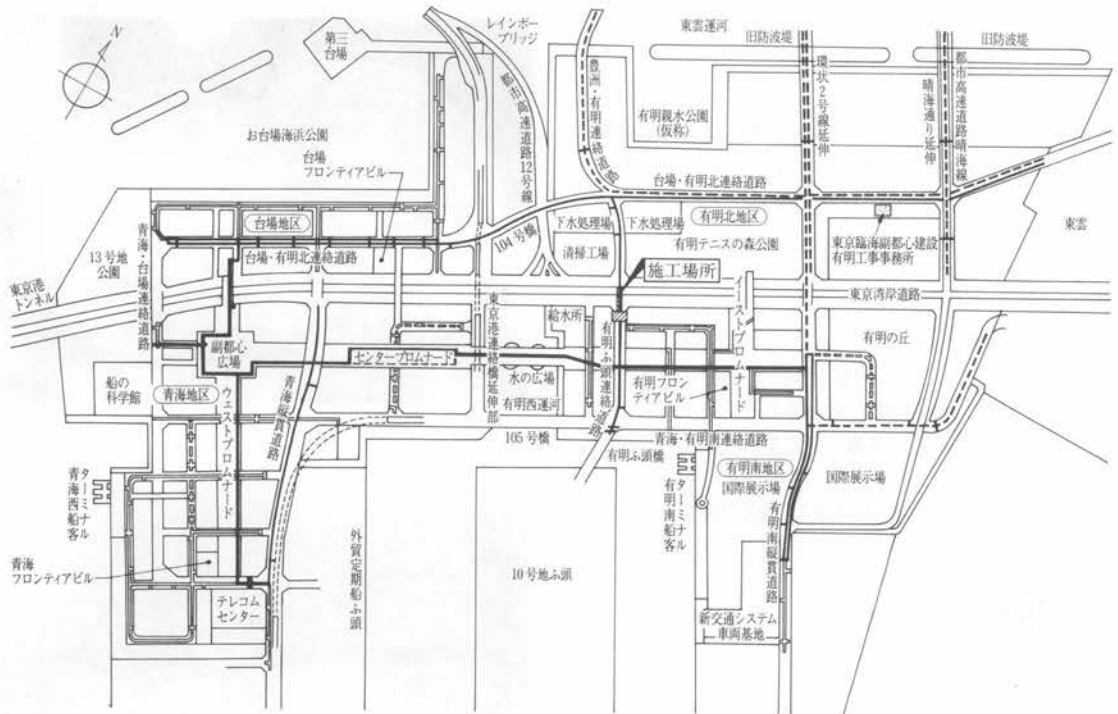 N
第三
台場
レインボー
ブリッジ
東雲運河
旧防波堤
旧防波堤
都市高速道路12号線
豊洲・有明連絡道路
有明親水公園
(仮称)
環状2号線延伸
晴海通り延伸
都市高速道路晴海線
お台場海浜公園
台場
フロンティアビル
台場・有明北連絡道路
台場地区
104号橋
下水処理場
下水処理場
有明北地区
清掃工場
有明テニスの森公園
東京臨海副都心建設
有明工事事務所
東雲
13号地
公園
青海・台場連絡道路
台場・有明北連絡道路
施工場所
東京港
トンネル
東京湾岸道路
副都心
広場
センタープロムナード
東京港連絡橋延伸部
給水所
水の広場
有明ふ頭連絡道路
イーストプロムナード
有明フロン
ティアビル
有明の丘
船の
科学館
青海地区
ウェストプロムナード
青海縦貫道路
有明西運河
105号橋
有明ふ頭橋
青海・有明南連絡道路
有明南地区
国際展示場
国際展示場
青海西船客
ターミナル
有明南船客
ターミナル
有明南縦貫道路
青海
フロンティアビル
テレコム
センター
外貿定期船ふ頭
10号地ふ頭
新交通システム
車両基地